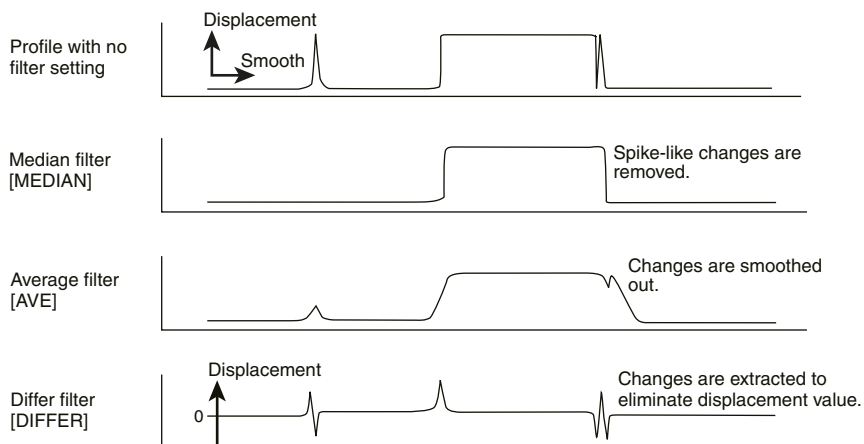 Displacement
Profile with no
filter setting
Smooth
Median filter
[MEDIAN]
Spike-like changes are
removed.
Average filter
[AVE]
Changes are smoothed
out.
Displacement
Differ filter
[DIFFER]
0
Changes are extracted to
eliminate displacement value.